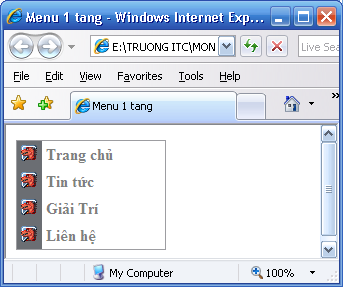 Menu 1 tang - Windows Internet Exp...
E:\TRUONG ITC\MON
Live Sea
File Edit View Favorites Tools Help
Menu 1 tang
Trang chủ
Tin tức
Giải Trí
Liên hệ
My Computer
100%